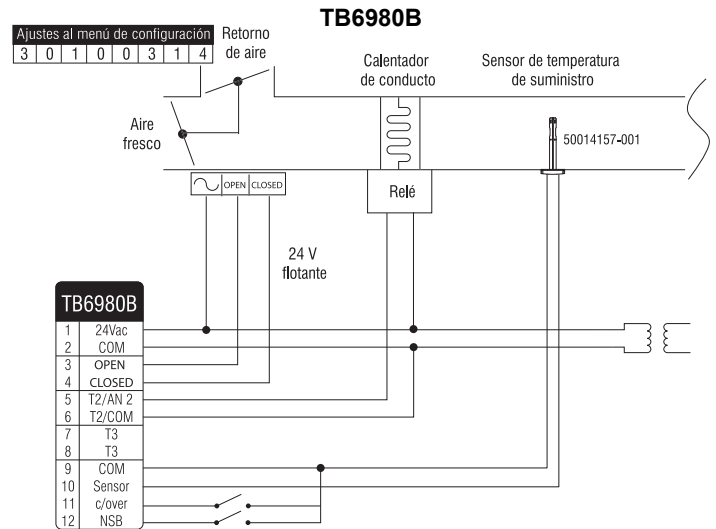 TB6980B
Ajustes al menú de configuración
3 0 1 0 0 3 1 4
Retorno
de aire
Calentador
de conducto
Sensor de temperatura
de suministro
Aire
fresco
50014157-001
OPEN CLOSED
Relé
24 V
flotante
TB6980B
1 24Vac
2 COM
3 OPEN
4 CLOSED
5 T2/AN 2
6 T2/COM
7 T3
8 T3
9 COM
10 Sensor
11 c/over
12 NSB